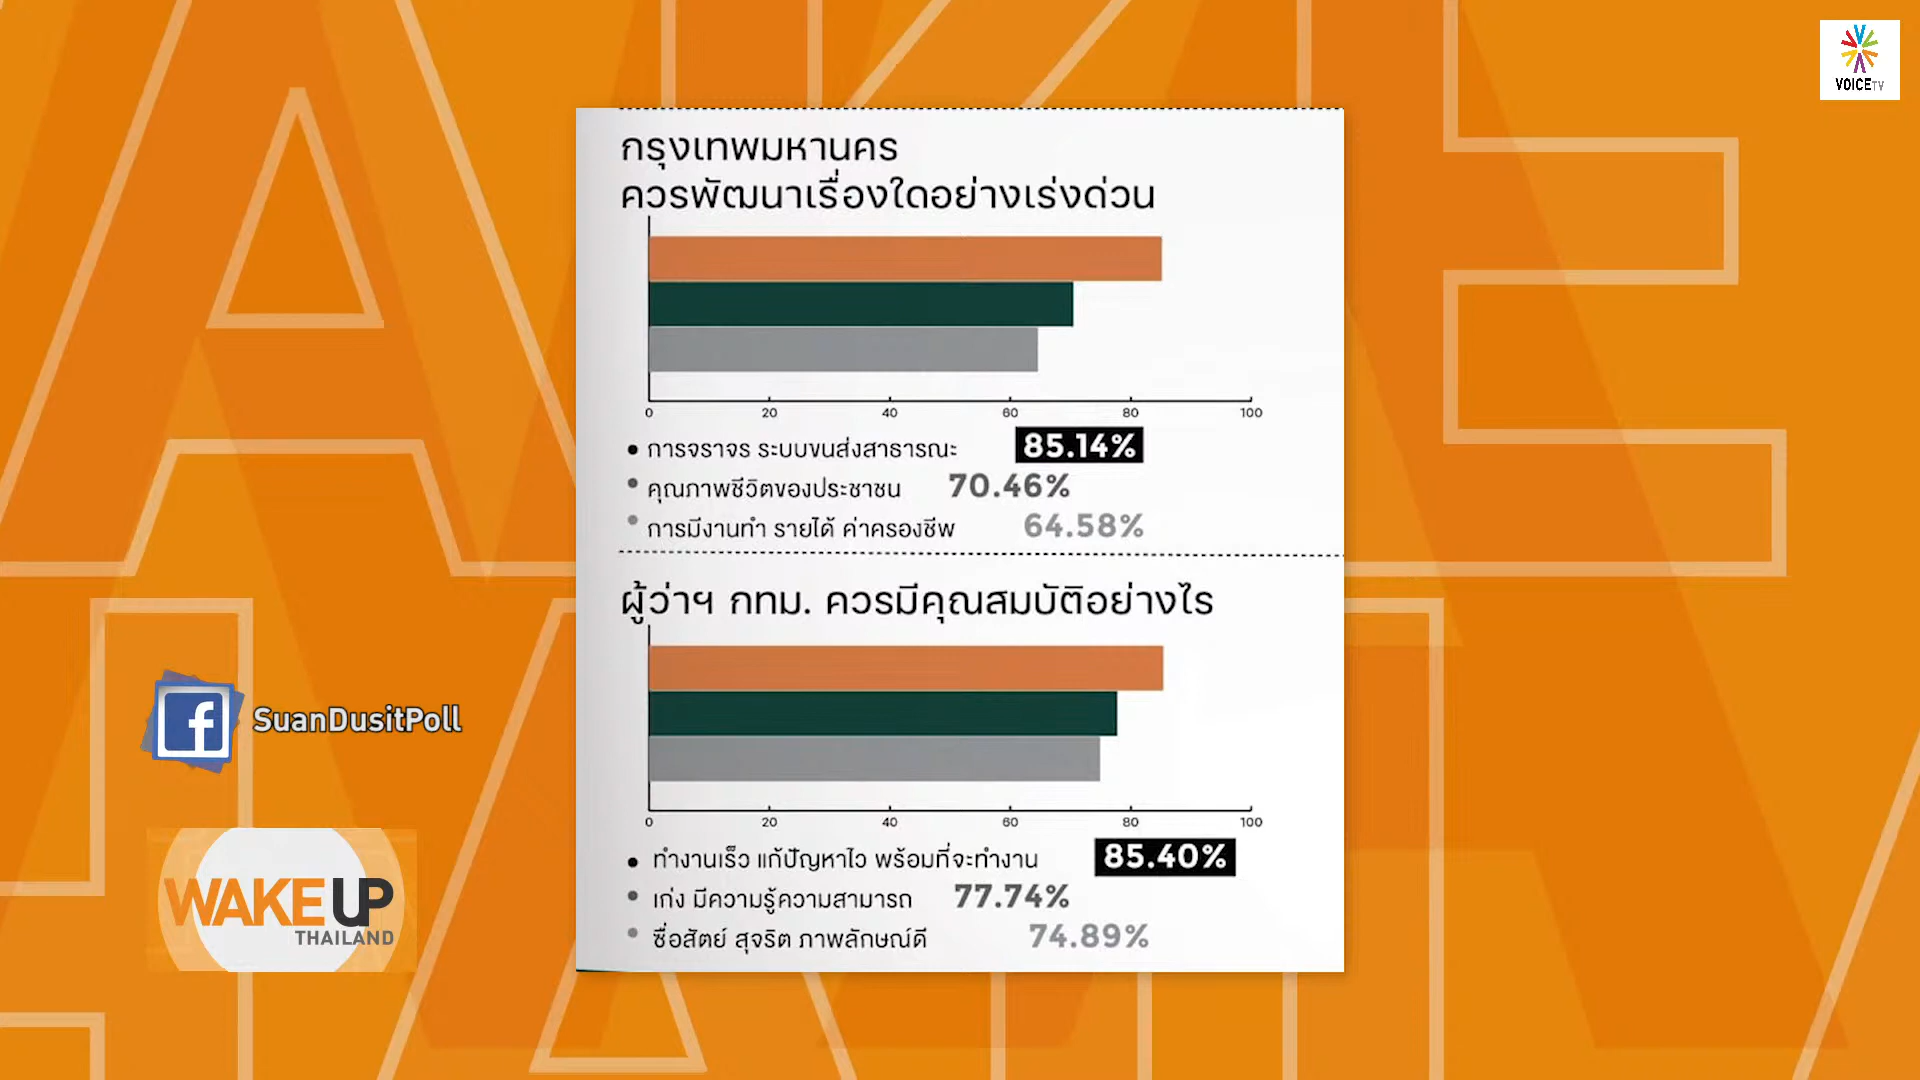 VOICETV
กรุงเทพมหานคร
ควรพัฒนาเรื่องใดอย่างเร่งด่วน
0 20 40 60 80 100
• การจราจร ระบบขนส่งสาธารณะ 85.14%
• คุณภาพชีวิตของประชาชน 70.46%
• การมีงานทำ รายได้ ค่าครองชีพ 64.58%
ผู้ว่าฯ กทม. ควรมีคุณสมบัติอย่างไร
0 20 40 60 80 100
• ทำงานเร็ว แก้ปัญหาไว พร้อมที่จะทำงาน 85.40%
• เก่ง มีความรู้ความสามารถ 77.74%
• ซื่อสัตย์ สุจริต ภาพลักษณ์ดี 74.89%
f SuanDusitPoll
WAKE UP
THAILAND